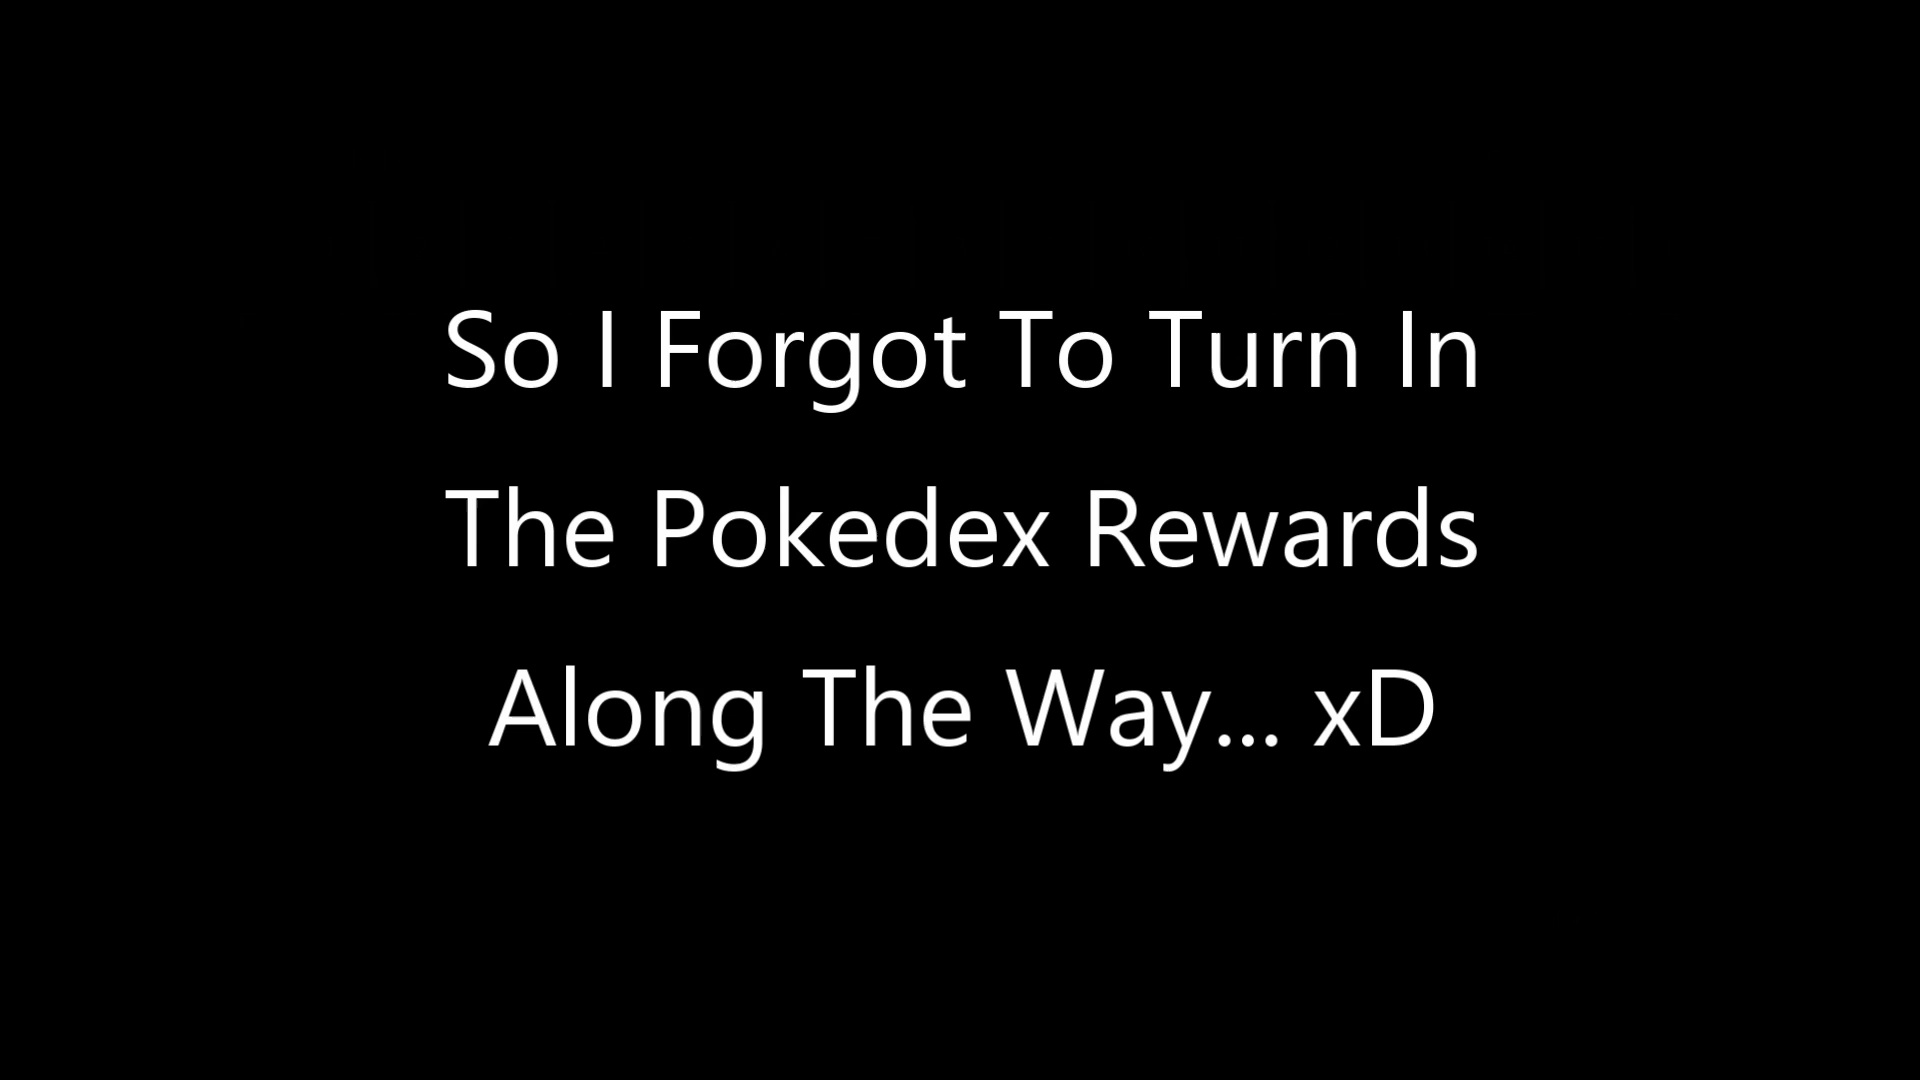 So I Forgot To Turn In
The Pokedex Rewards
Along The Way... xD